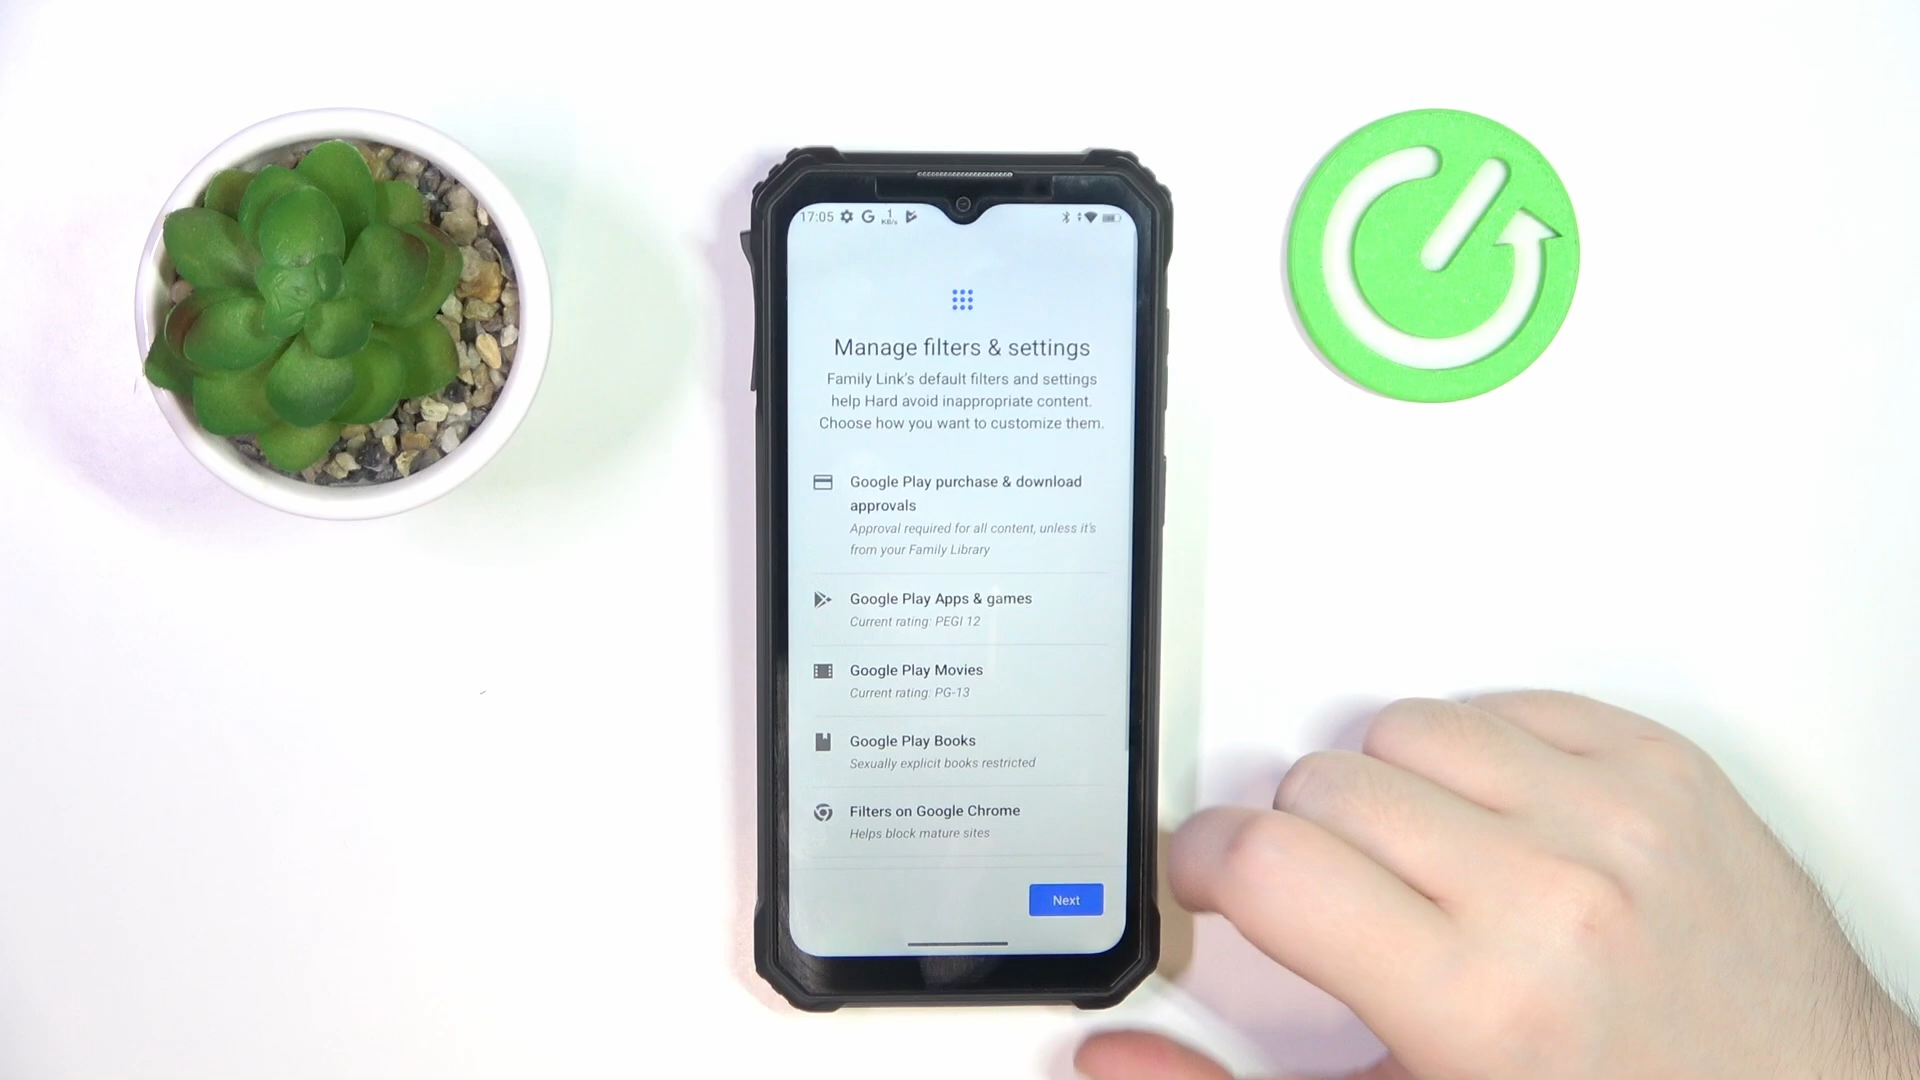 17:05
1
KB/s
Manage filters & settings
Family Link's default filters and settings
help Hard avoid inappropriate content.
Choose how you want to customize them.
Google Play purchase & download
approvals
Approval required for all content, unless it's
from your Family Library
Google Play Apps & games
Current rating: PEGI 12
Google Play Movies
Current rating: PG-13
Google Play Books
Sexually explicit books restricted
Filters on Google Chrome
Helps block mature sites
Next